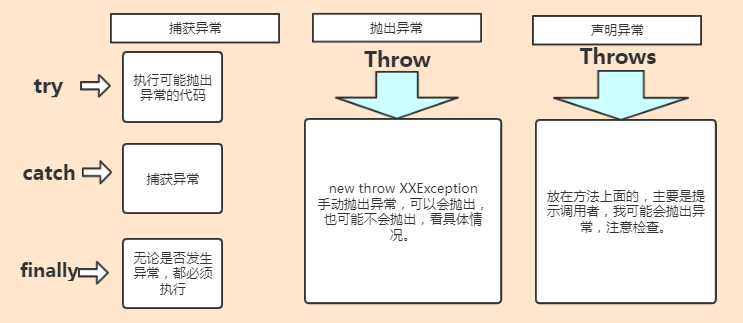 捕获异常
try
执行可能抛出
异常的代码
catch
捕获异常
finally
无论是否发生
异常，都必须
执行
抛出异常
Throw
new throw XXException
手动抛出异常，可以会抛出，
也可能不会抛出，看具体情
况。
声明异常
Throws
放在方法上面的，主要是提
示调用者，我可能会抛出异
常，注意检查。